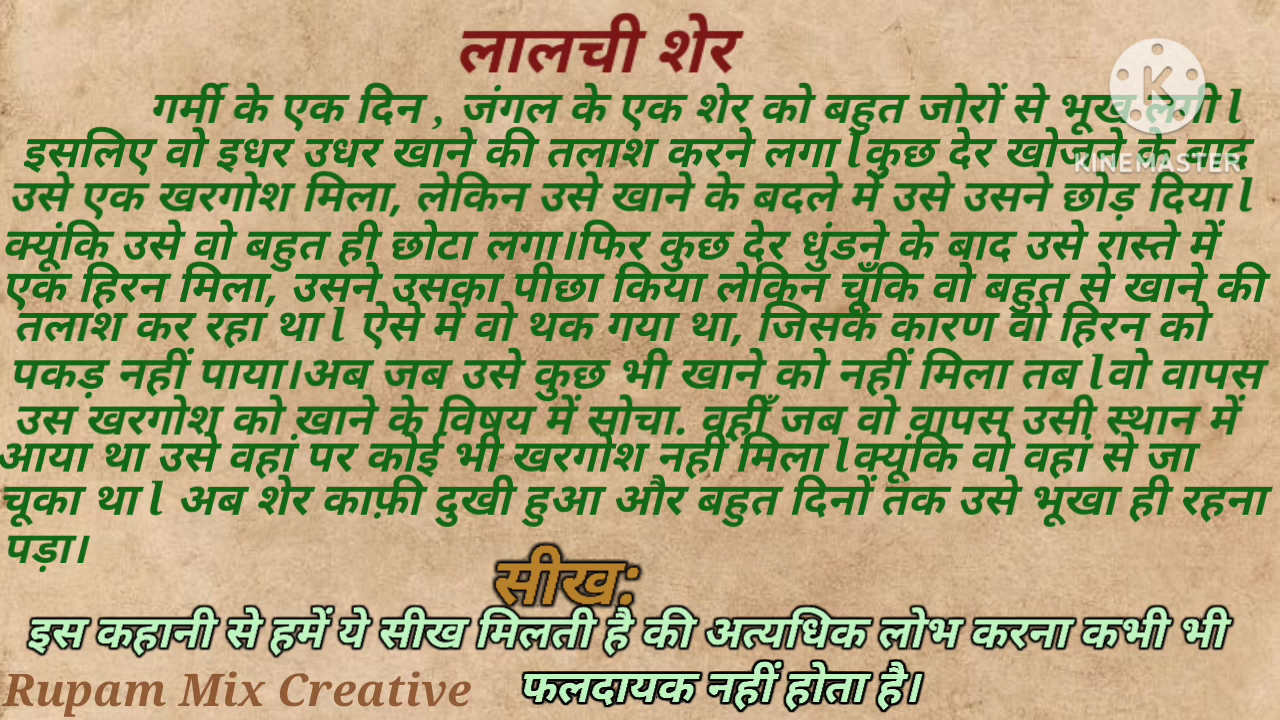 लालची शेर
गर्मी के एक दिन , जंगल के एक शेर को बहुत जोरों से भूख लगी l
इसलिए वो इधर उधर खाने की तलाश करने लगा l कुछ देर खोजने के बाद
उसे एक खरगोश मिला, लेकिन उसे खाने के बदले में उसे उसने छोड़ दिया l
क्यूंकि उसे वो बहुत ही छोटा लगा।फिर कुछ देर धुंडने के बाद उसे रास्ते में
एक हिरन मिला, उसने उसका पीछा किया लेकिन चूँकि वो बहुत से खाने की
तलाश कर रहा था l ऐसे में वो थक गया था, जिसके कारण वो हिरन को
पकड़ नहीं पाया।अब जब उसे कुछ भी खाने को नहीं मिला तब l वो वापस
उस खरगोश को खाने के विषय में सोचा. वहीँ जब वो वापस उसी स्थान में
आया था उसे वहां पर कोई भी खरगोश नहीं मिला l क्यूंकि वो वहां से जा
चूका था l अब शेर काफ़ी दुखी हुआ और बहुत दिनों तक उसे भूखा ही रहना
पड़ा।
सीख:
इस कहानी से हमें ये सीख मिलती है की अत्यधिक लोभ करना कभी भी
फलदायक नहीं होता है।
Rupam Mix Creative
K
KINEMASTER